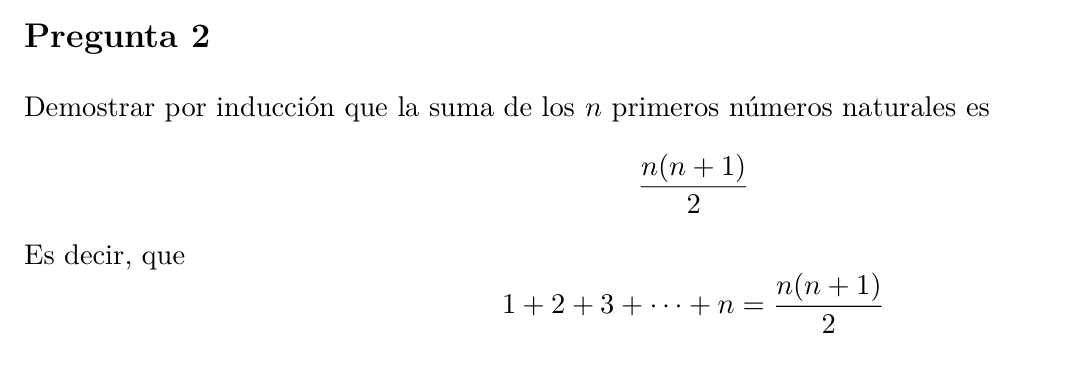 Pregunta 2
Demostrar por inducción que la suma de los n primeros números naturales es
n(n + 1)
2
Es decir, que
1 + 2 + 3 + ⋯ + n = n(n + 1)
2